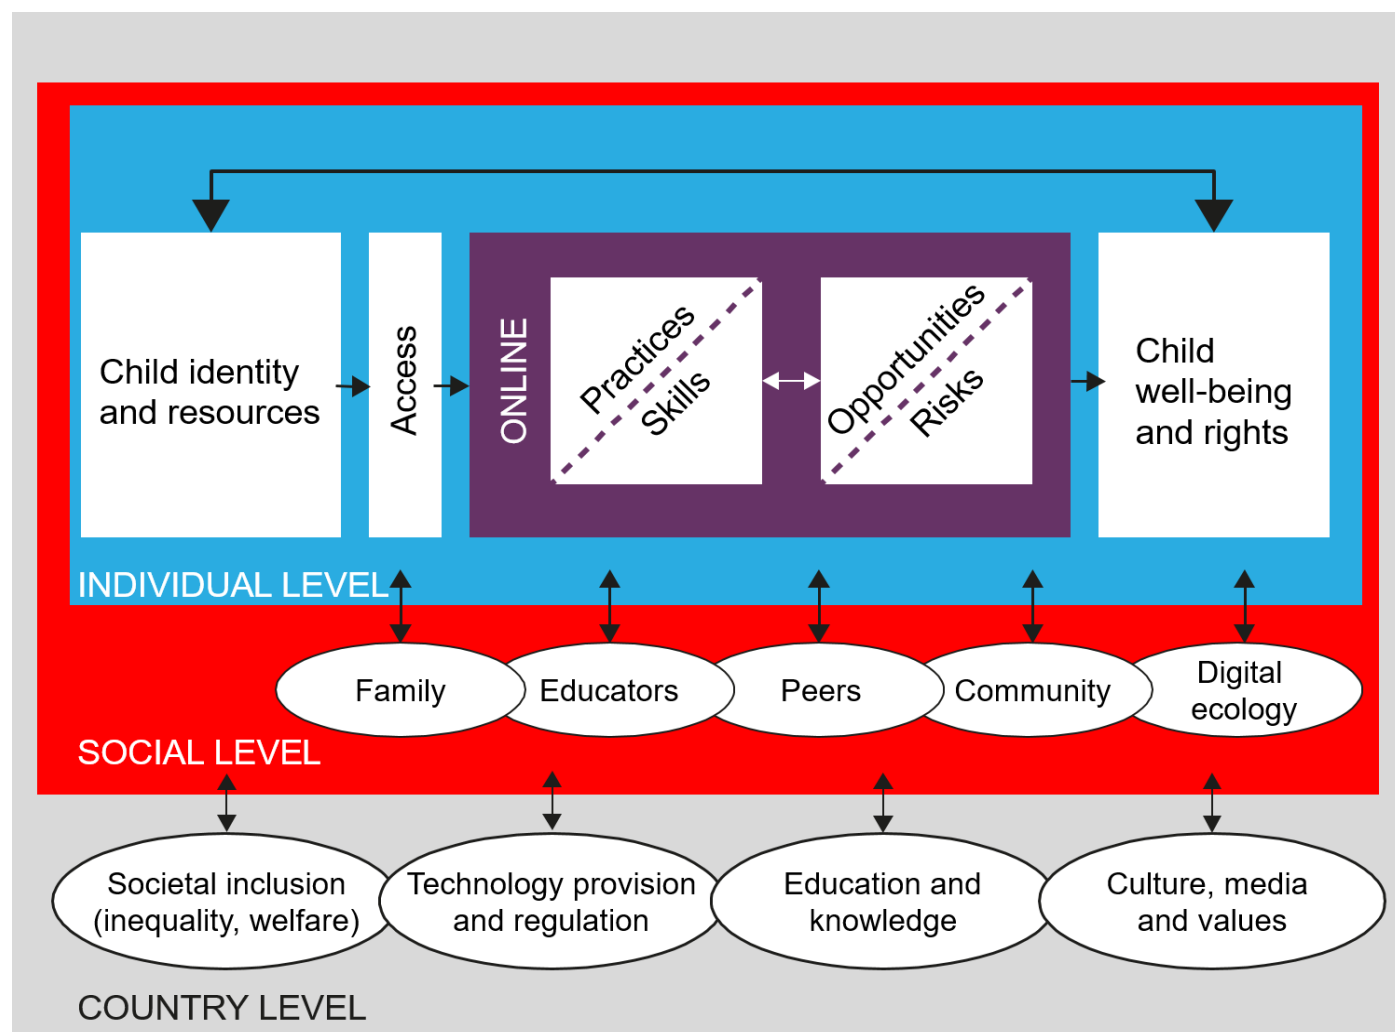 Child identity
and resources
Access
ONLINE
Practices
Skills
Opportunities
Risks
Child
well-being
and rights
INDIVIDUAL LEVEL
Family
Educators
Peers
Community
Digital
ecology
SOCIAL LEVEL
Societal inclusion
(inequality, welfare)
Technology provision
and regulation
Education and
knowledge
Culture, media
and values
COUNTRY LEVEL